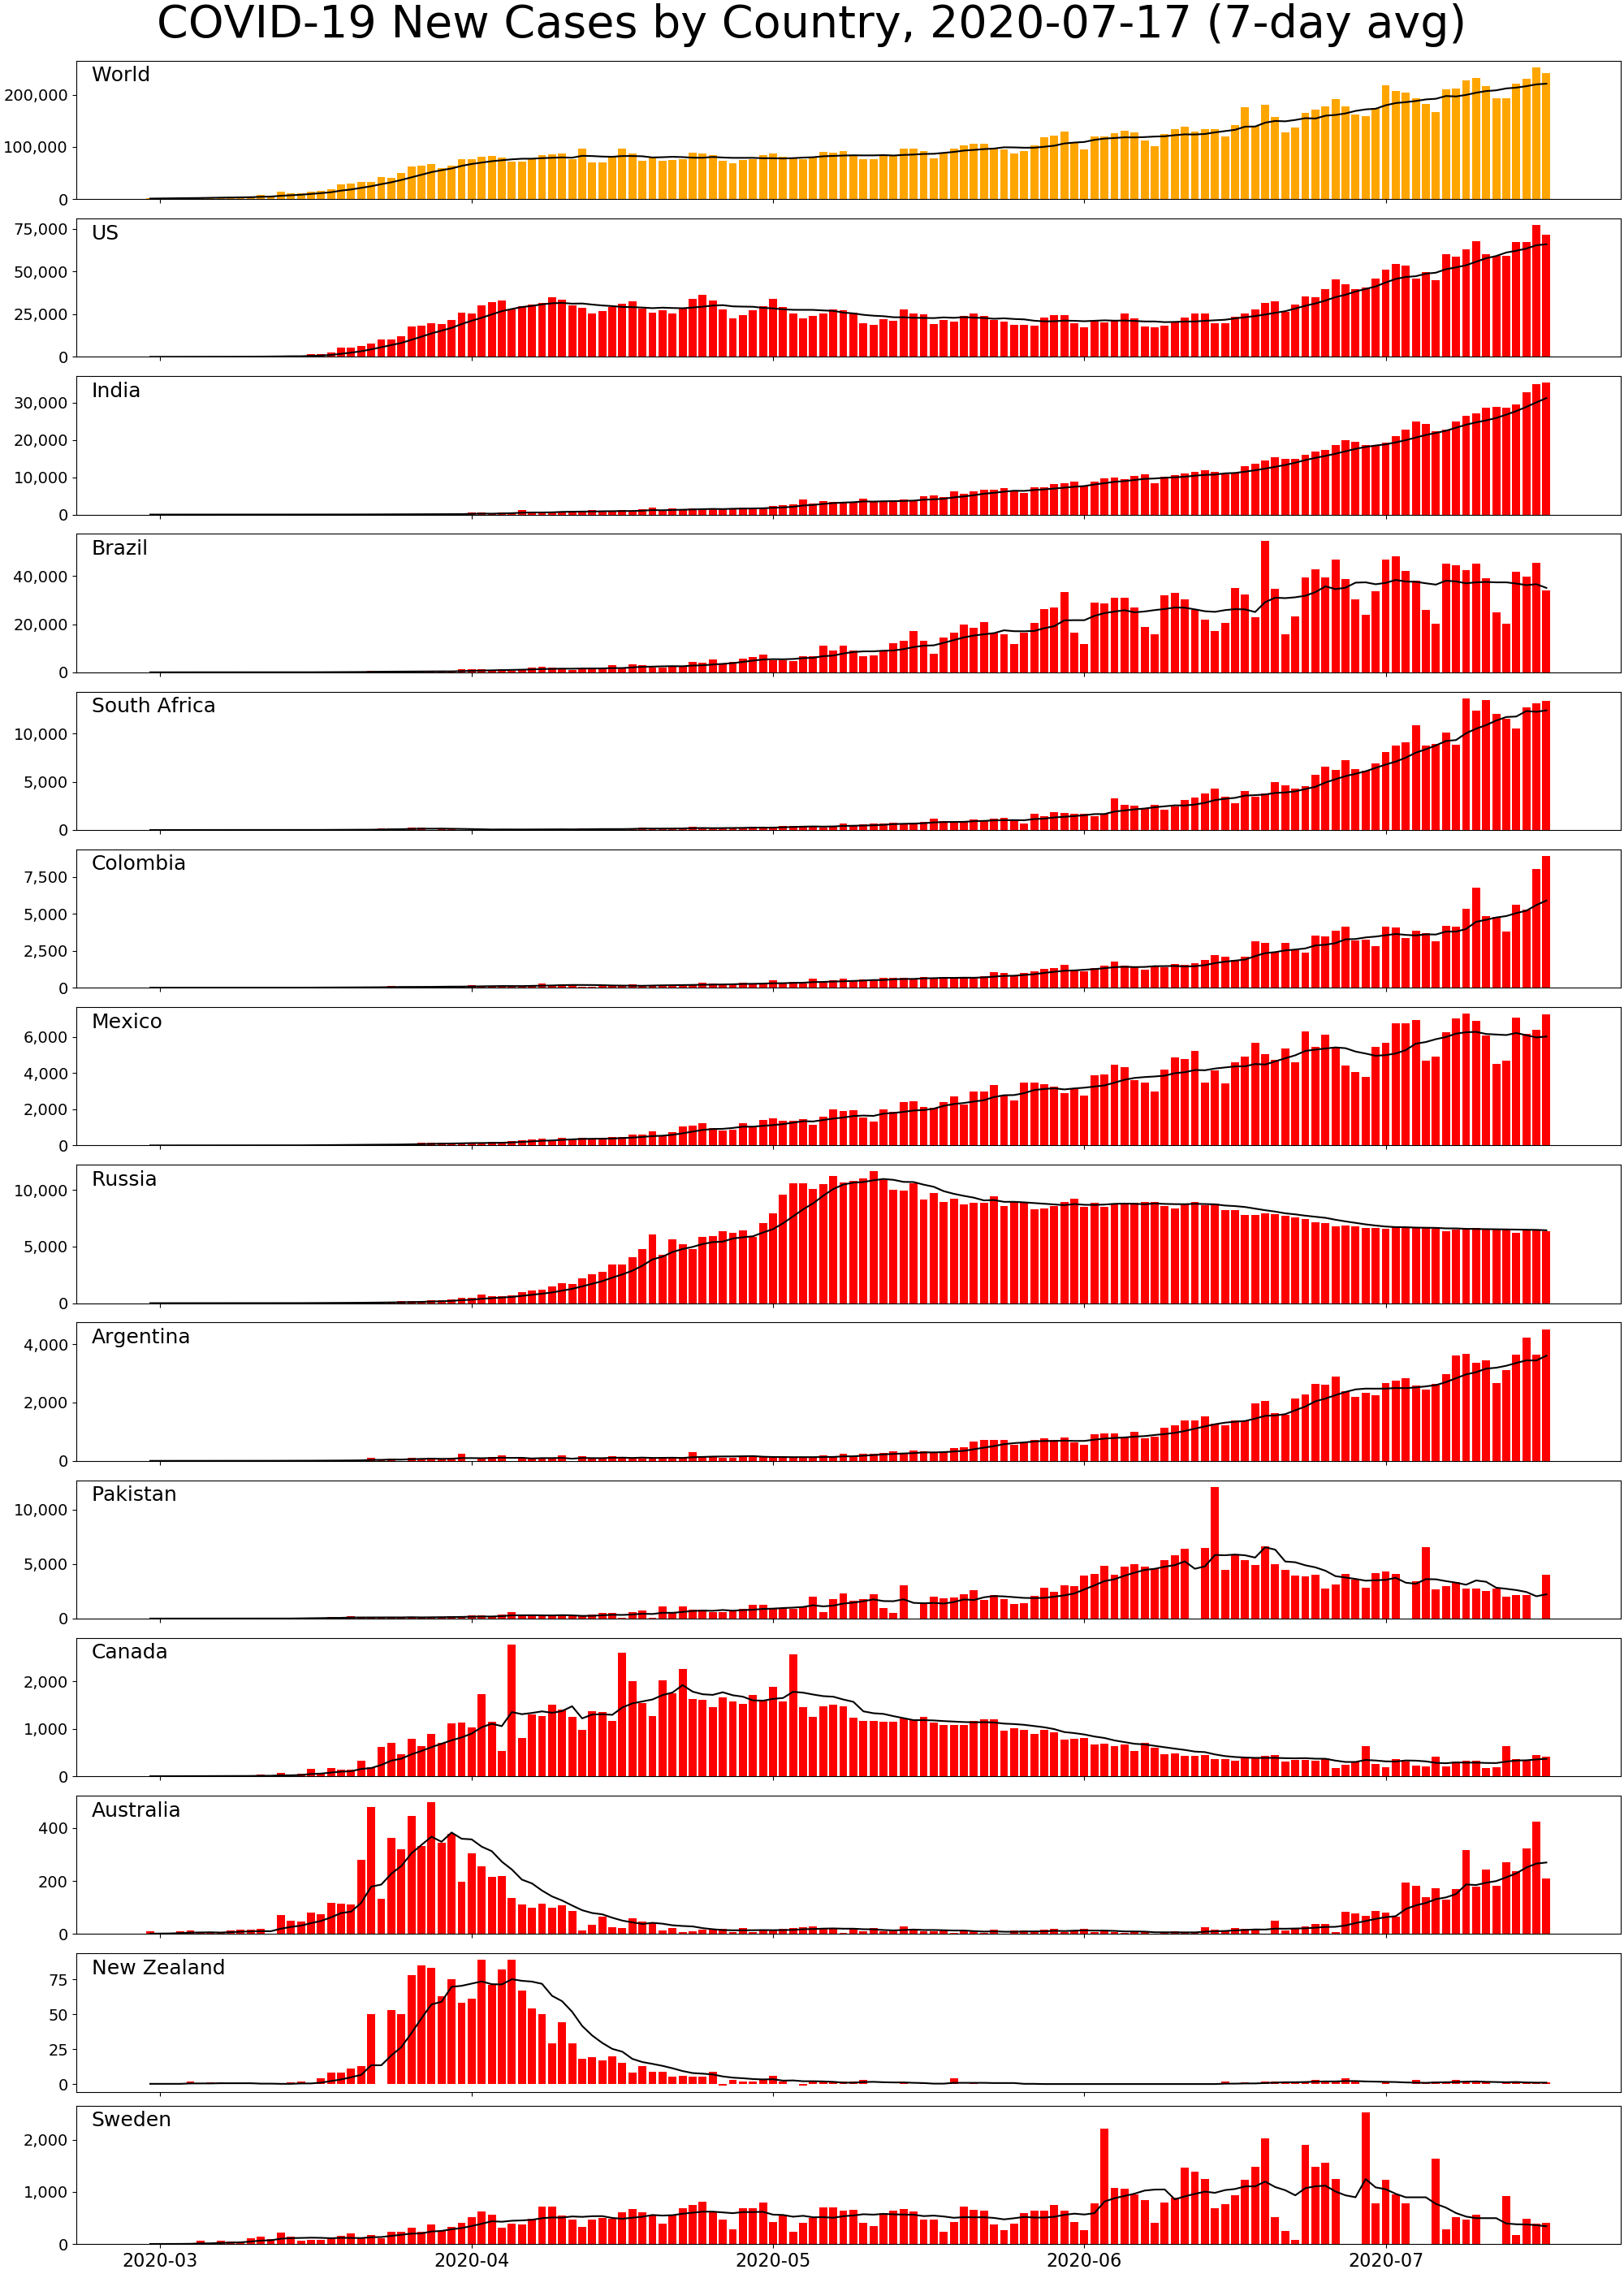 COVID-19 New Cases by Country, 2020-07-17 (7-day avg)
World
200,000
100,000
0
US
75,000
50,000
25,000
0
India
30,000
20,000
10,000
0
Brazil
40,000
20,000
0
South Africa
10,000
5,000
0
Colombia
7,500
5,000
2,500
0
Mexico
6,000
4,000
2,000
0
Russia
10,000
5,000
0
Argentina
4,000
2,000
0
Pakistan
10,000
5,000
0
Canada
2,000
1,000
0
Australia
400
200
0
New Zealand
75
50
25
0
Sweden
2,000
1,000
0
2020-03 2020-04 2020-05 2020-06 2020-07